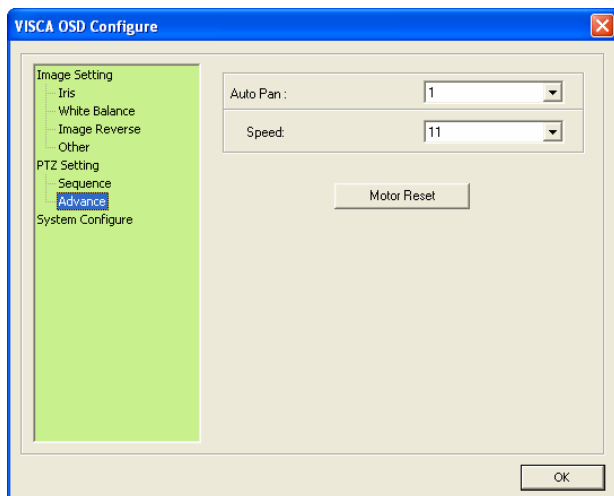 VISCA OSD Configure
Image Setting
Iris
White Balance
Image Reverse
Other
PTZ Setting
Sequence
Advance
System Configure
Auto Pan : 1
Speed: 11
Motor Reset
OK